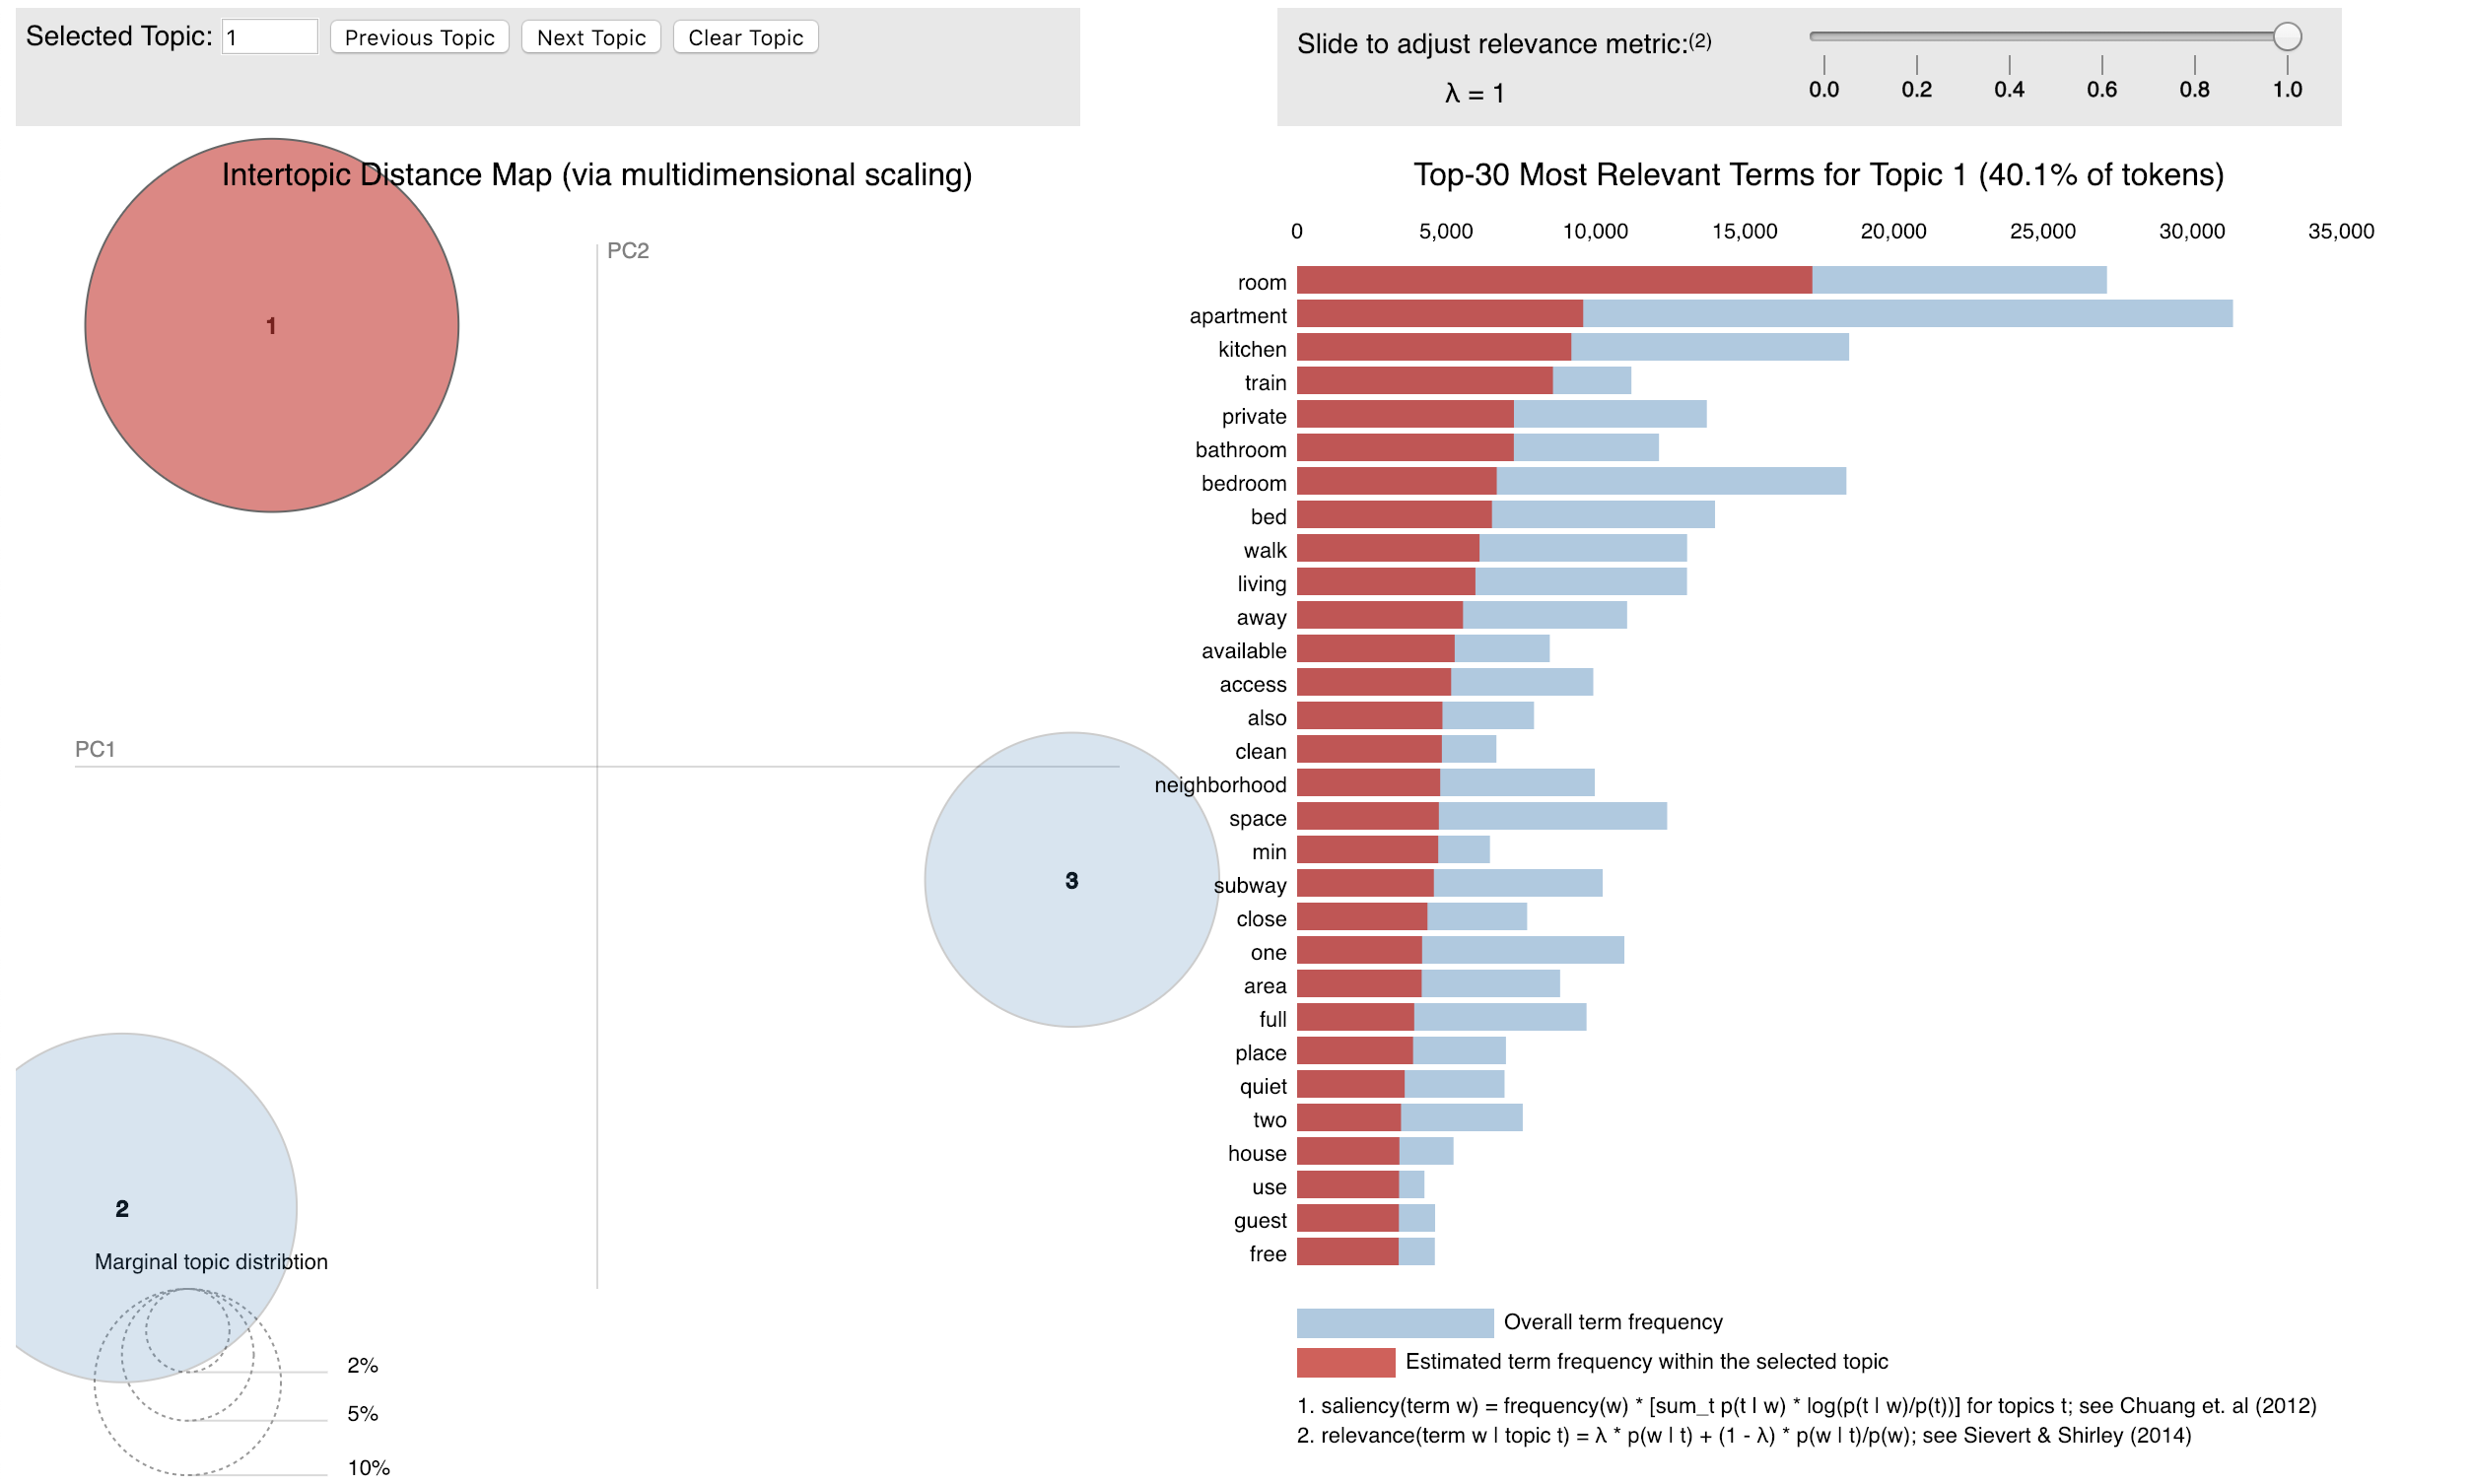 Selected Topic: 1 Previous Topic Next Topic Clear Topic
Slide to adjust relevance metric:(2)
λ = 1
0.0 0.2 0.4 0.6 0.8 1.0
Intertopic Distance Map (via multidimensional scaling)
PC2
PC1
1
3
2
Marginal topic distribtion
2%
5%
10%
Top-30 Most Relevant Terms for Topic 1 (40.1% of tokens)
0 5,000 10,000 15,000 20,000 25,000 30,000 35,000
room
apartment
kitchen
train
private
bathroom
bedroom
bed
walk
living
away
available
access
also
clean
neighborhood
space
min
subway
close
one
area
full
place
quiet
two
house
use
guest
free
Overall term frequency
Estimated term frequency within the selected topic
1. saliency(term w) = frequency(w) * [sum_t p(t | w) * log(p(t | w)/p(t))] for topics t; see Chuang et. al (2012)
2. relevance(term w | topic t) = λ * p(w | t) + (1 - λ) * p(w | t)/p(w); see Sievert & Shirley (2014)